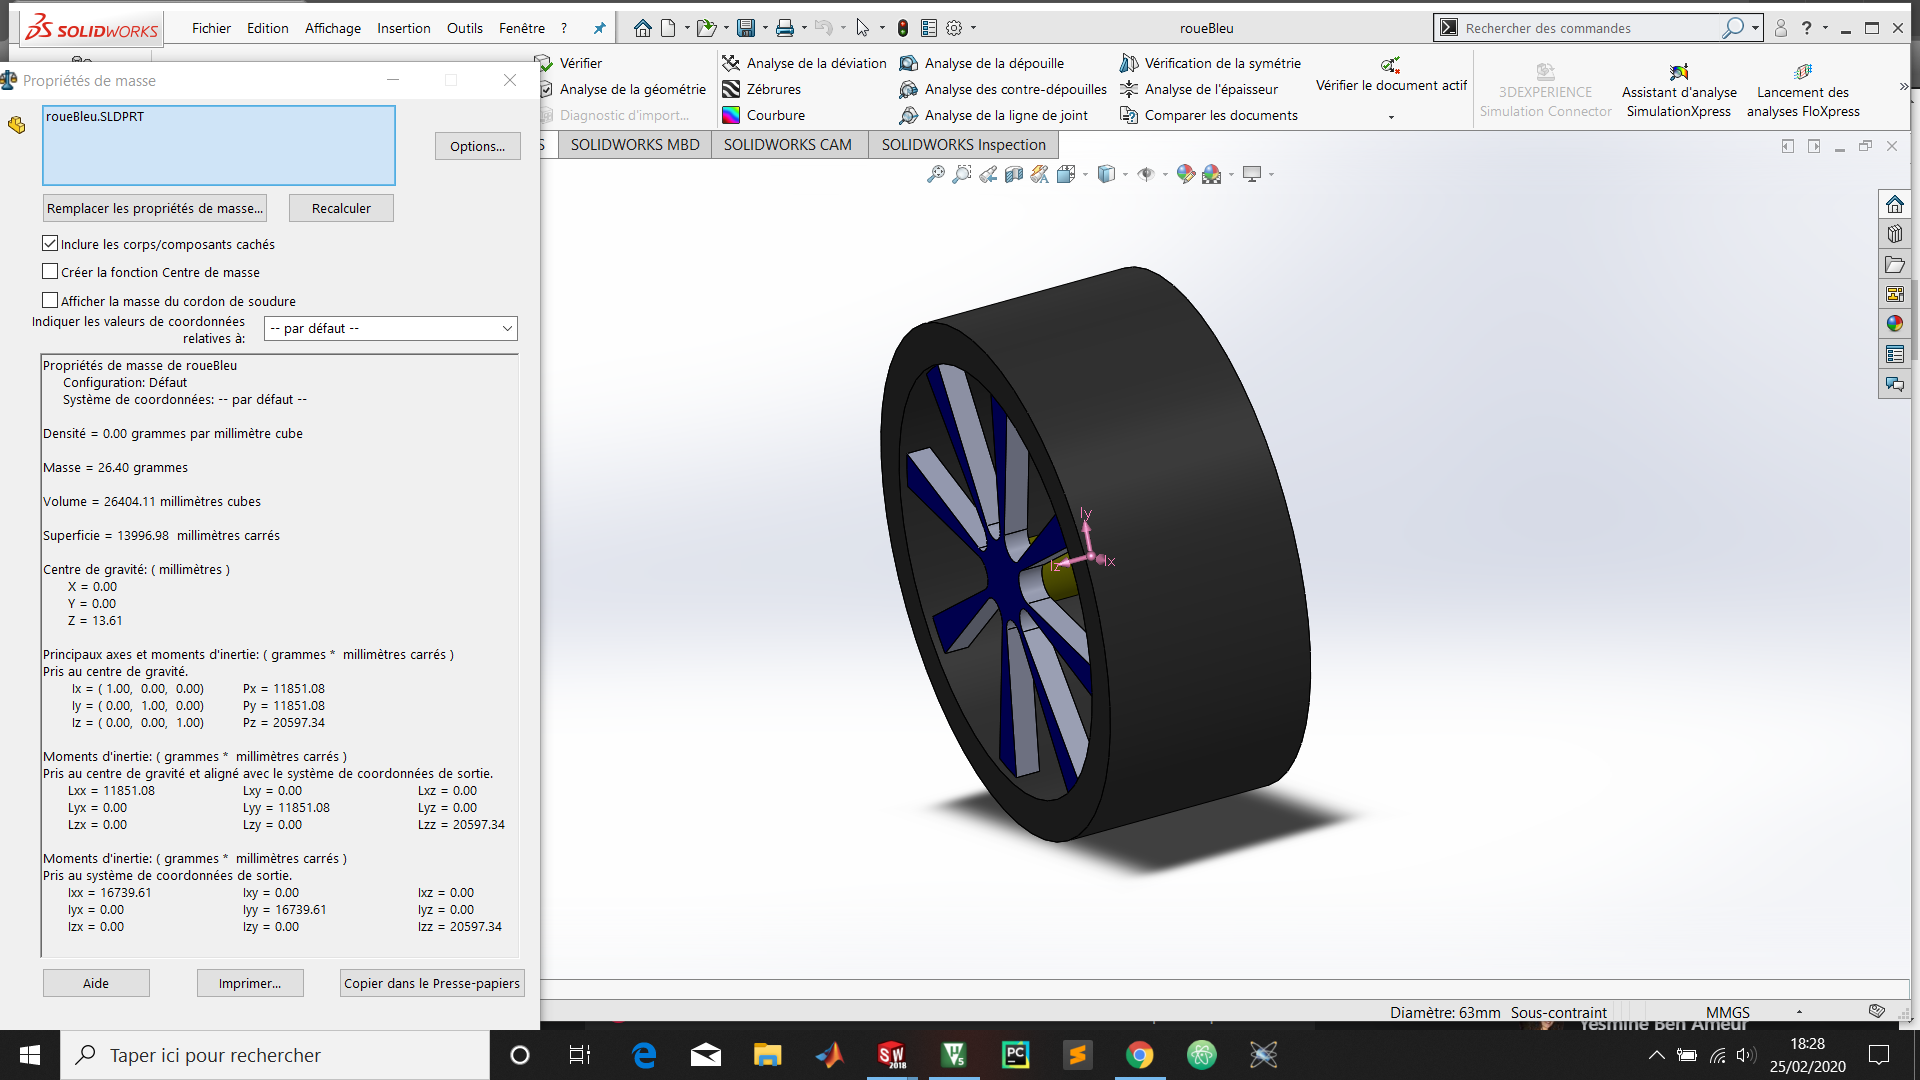 SOLIDWORKS
Fichier Edition Affichage Insertion Outils Fenêtre ?
roueBleu
Rechercher des commandes
?
Propriétés de masse
Vérifier
Analyse de la géométrie
Diagnostic d'import...
Analyse de la déviation
Zébrures
Courbure
Analyse de la dépouille
Analyse des contre-dépouilles
Analyse de la ligne de joint
Vérification de la symétrie
Analyse de l'épaisseur
Comparer les documents
Vérifier le document actif
3DEXPERIENCE
Simulation Connector
Assistant d'analyse
SimulationXpress
Lancement des
analyses FloXpress
S SOLIDWORKS MBD SOLIDWORKS CAM SOLIDWORKS Inspection
roueBleu.SLDPRT
Options...
Remplacer les propriétés de masse... Recalculer
Inclure les corps/composants cachés
Créer la fonction Centre de masse
Afficher la masse du cordon de soudure
Indiquer les valeurs de coordonnées
relatives à:
-- par défaut --
Propriétés de masse de roueBleu
Configuration: Défaut
Système de coordonnées: -- par défaut --
Densité = 0.00 grammes par millimètre cube
Masse = 26.40 grammes
Volume = 26404.11 millimètres cubes
Superficie = 13996.98 millimètres carrés
Centre de gravité: ( millimètres )
X = 0.00
Y = 0.00
Z = 13.61
Principaux axes et moments d'inertie: ( grammes * millimètres carrés )
Pris au centre de gravité.
Ix = ( 1.00, 0.00, 0.00) Px = 11851.08
Iy = ( 0.00, 1.00, 0.00) Py = 11851.08
Iz = ( 0.00, 0.00, 1.00) Pz = 20597.34
Moments d'inertie: ( grammes * millimètres carrés )
Pris au centre de gravité et aligné avec le système de coordonnées de sortie.
Lxx = 11851.08 Lxy = 0.00 Lxz = 0.00
Lyx = 0.00 Lyy = 11851.08 Lyz = 0.00
Lzx = 0.00 Lzy = 0.00 Lzz = 20597.34
Moments d'inertie: ( grammes * millimètres carrés )
Pris au système de coordonnées de sortie.
Ixx = 16739.61 Ixy = 0.00 Ixz = 0.00
Iyx = 0.00 Iyy = 16739.61 Iyz = 0.00
Izx = 0.00 Izy = 0.00 Izz = 20597.34
Iy
Iz
Ix
Aide Imprimer... Copier dans le Presse-papiers
Diamètre: 63mm Sous-contraint MMGS
Yesmine Ben Ameur
Taper ici pour rechercher
SW
2018
W5
PC
S
18:28
25/02/2020